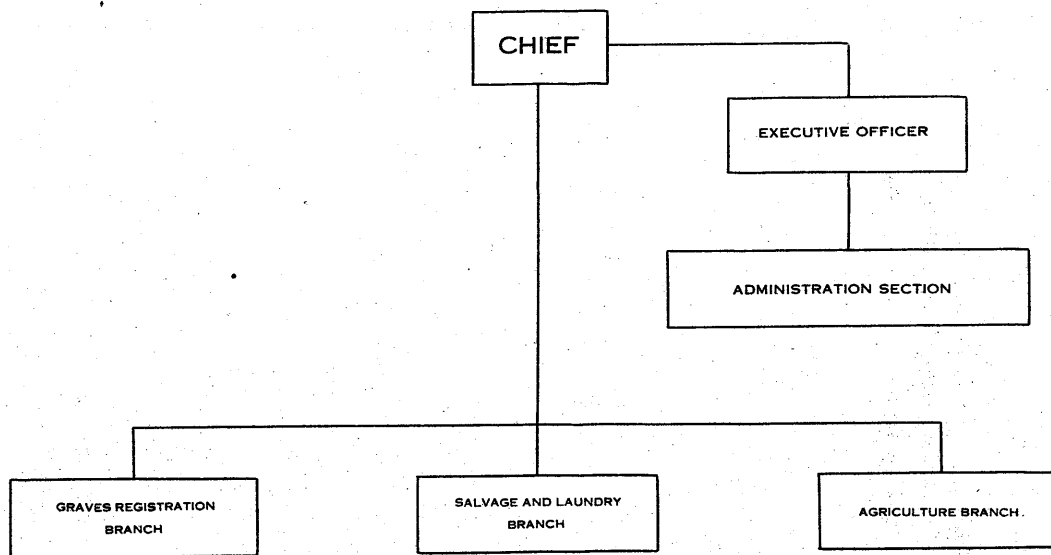 CHIEF
EXECUTIVE OFFICER
ADMINISTRATION SECTION
GRAVES REGISTRATION
BRANCH
SALVAGE AND LAUNDRY
BRANCH
AGRICULTURE BRANCH.